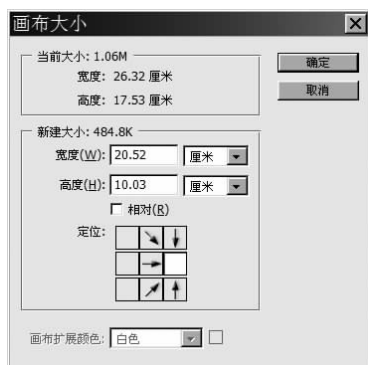 画布大小
当前大小: 1.06M
宽度: 26.32 厘米
高度: 17.53 厘米
确定
取消
新建大小: 484.8K
宽度(W): 20.52 厘米
高度(H): 10.03 厘米
相对(R)
定位:
画布扩展颜色: 白色